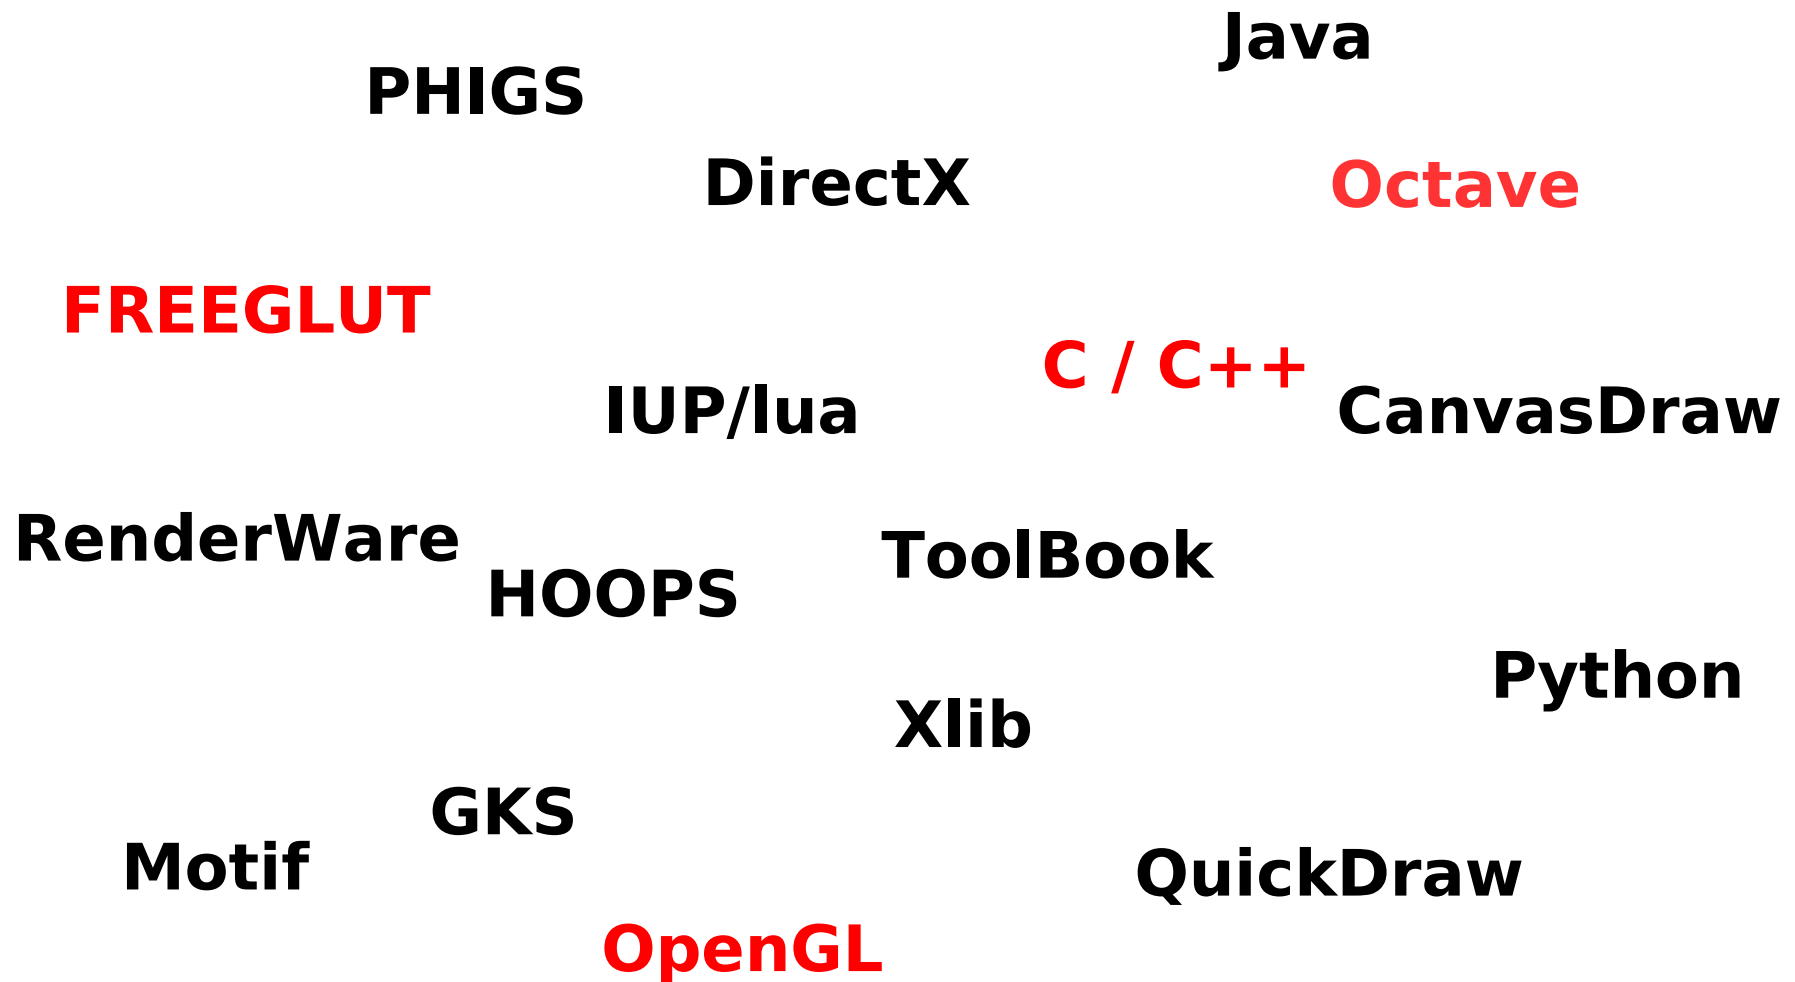 Java
PHIGS
DirectX
Octave
FREEGLUT
C / C++
IUP/lua
CanvasDraw
RenderWare
ToolBook
HOOPS
Python
Xlib
GKS
Motif
QuickDraw
OpenGL